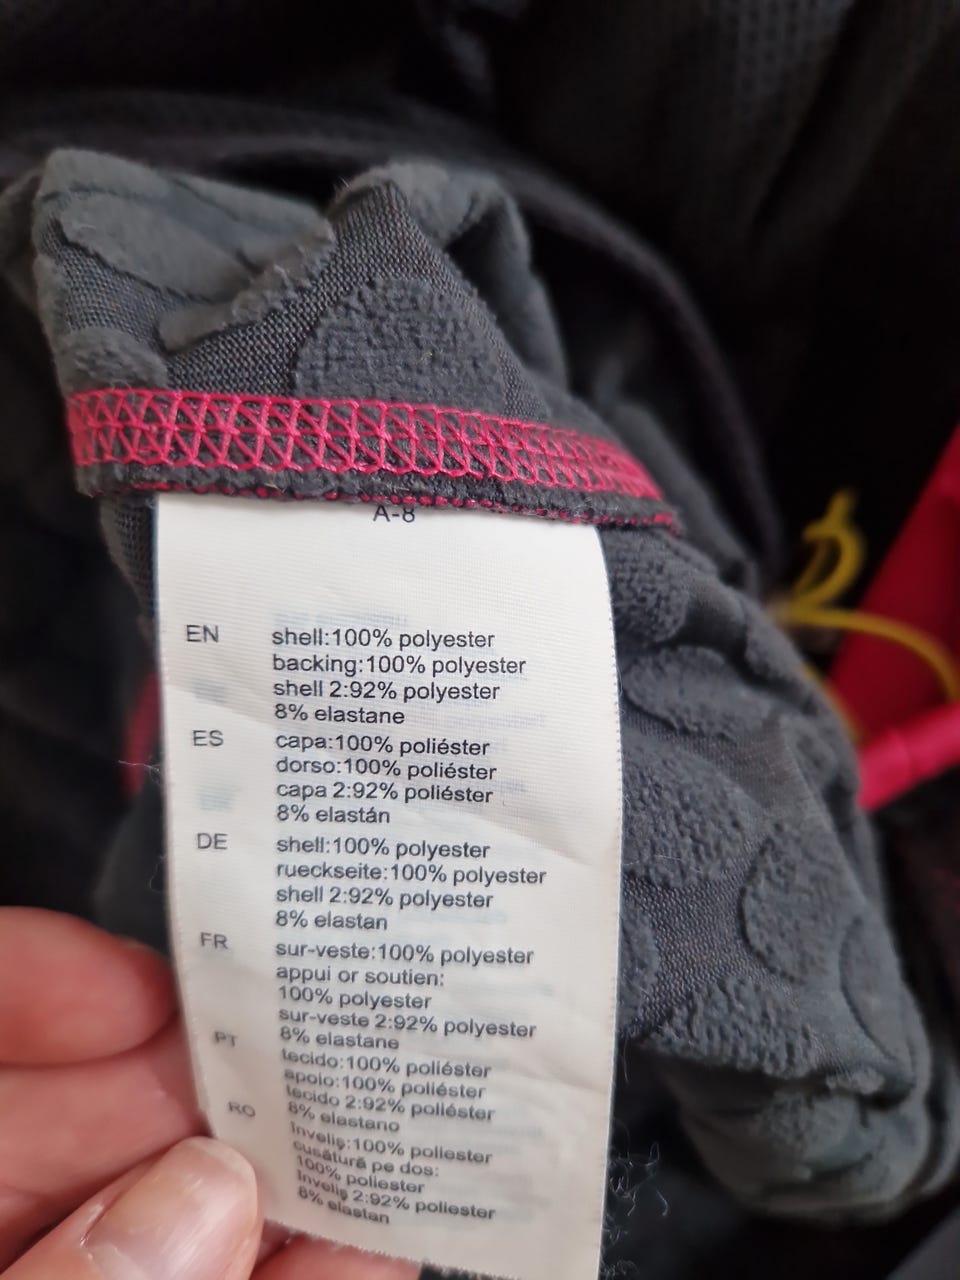 A-8
EN shell:100% polyester
backing:100% polyester
shell 2:92% polyester
8% elastane
ES capa:100% poliéster
dorso:100% poliéster
capa 2:92% poliéster
8% elastán
DE shell:100% polyester
rueckseite:100% polyester
shell 2:92% polyester
8% elastan
FR sur-veste:100% polyester
appui or soutien:
100% polyester
sur-veste 2:92% polyester
8% elastane
PT tecido:100% poliéster
apoio:100% poliéster
tecido 2:92% poliéster
8% elastano
RO înveliş:100% poliester
cusătură pe dos:
100% poliester
înveliş 2:92% poliester
8% elastan